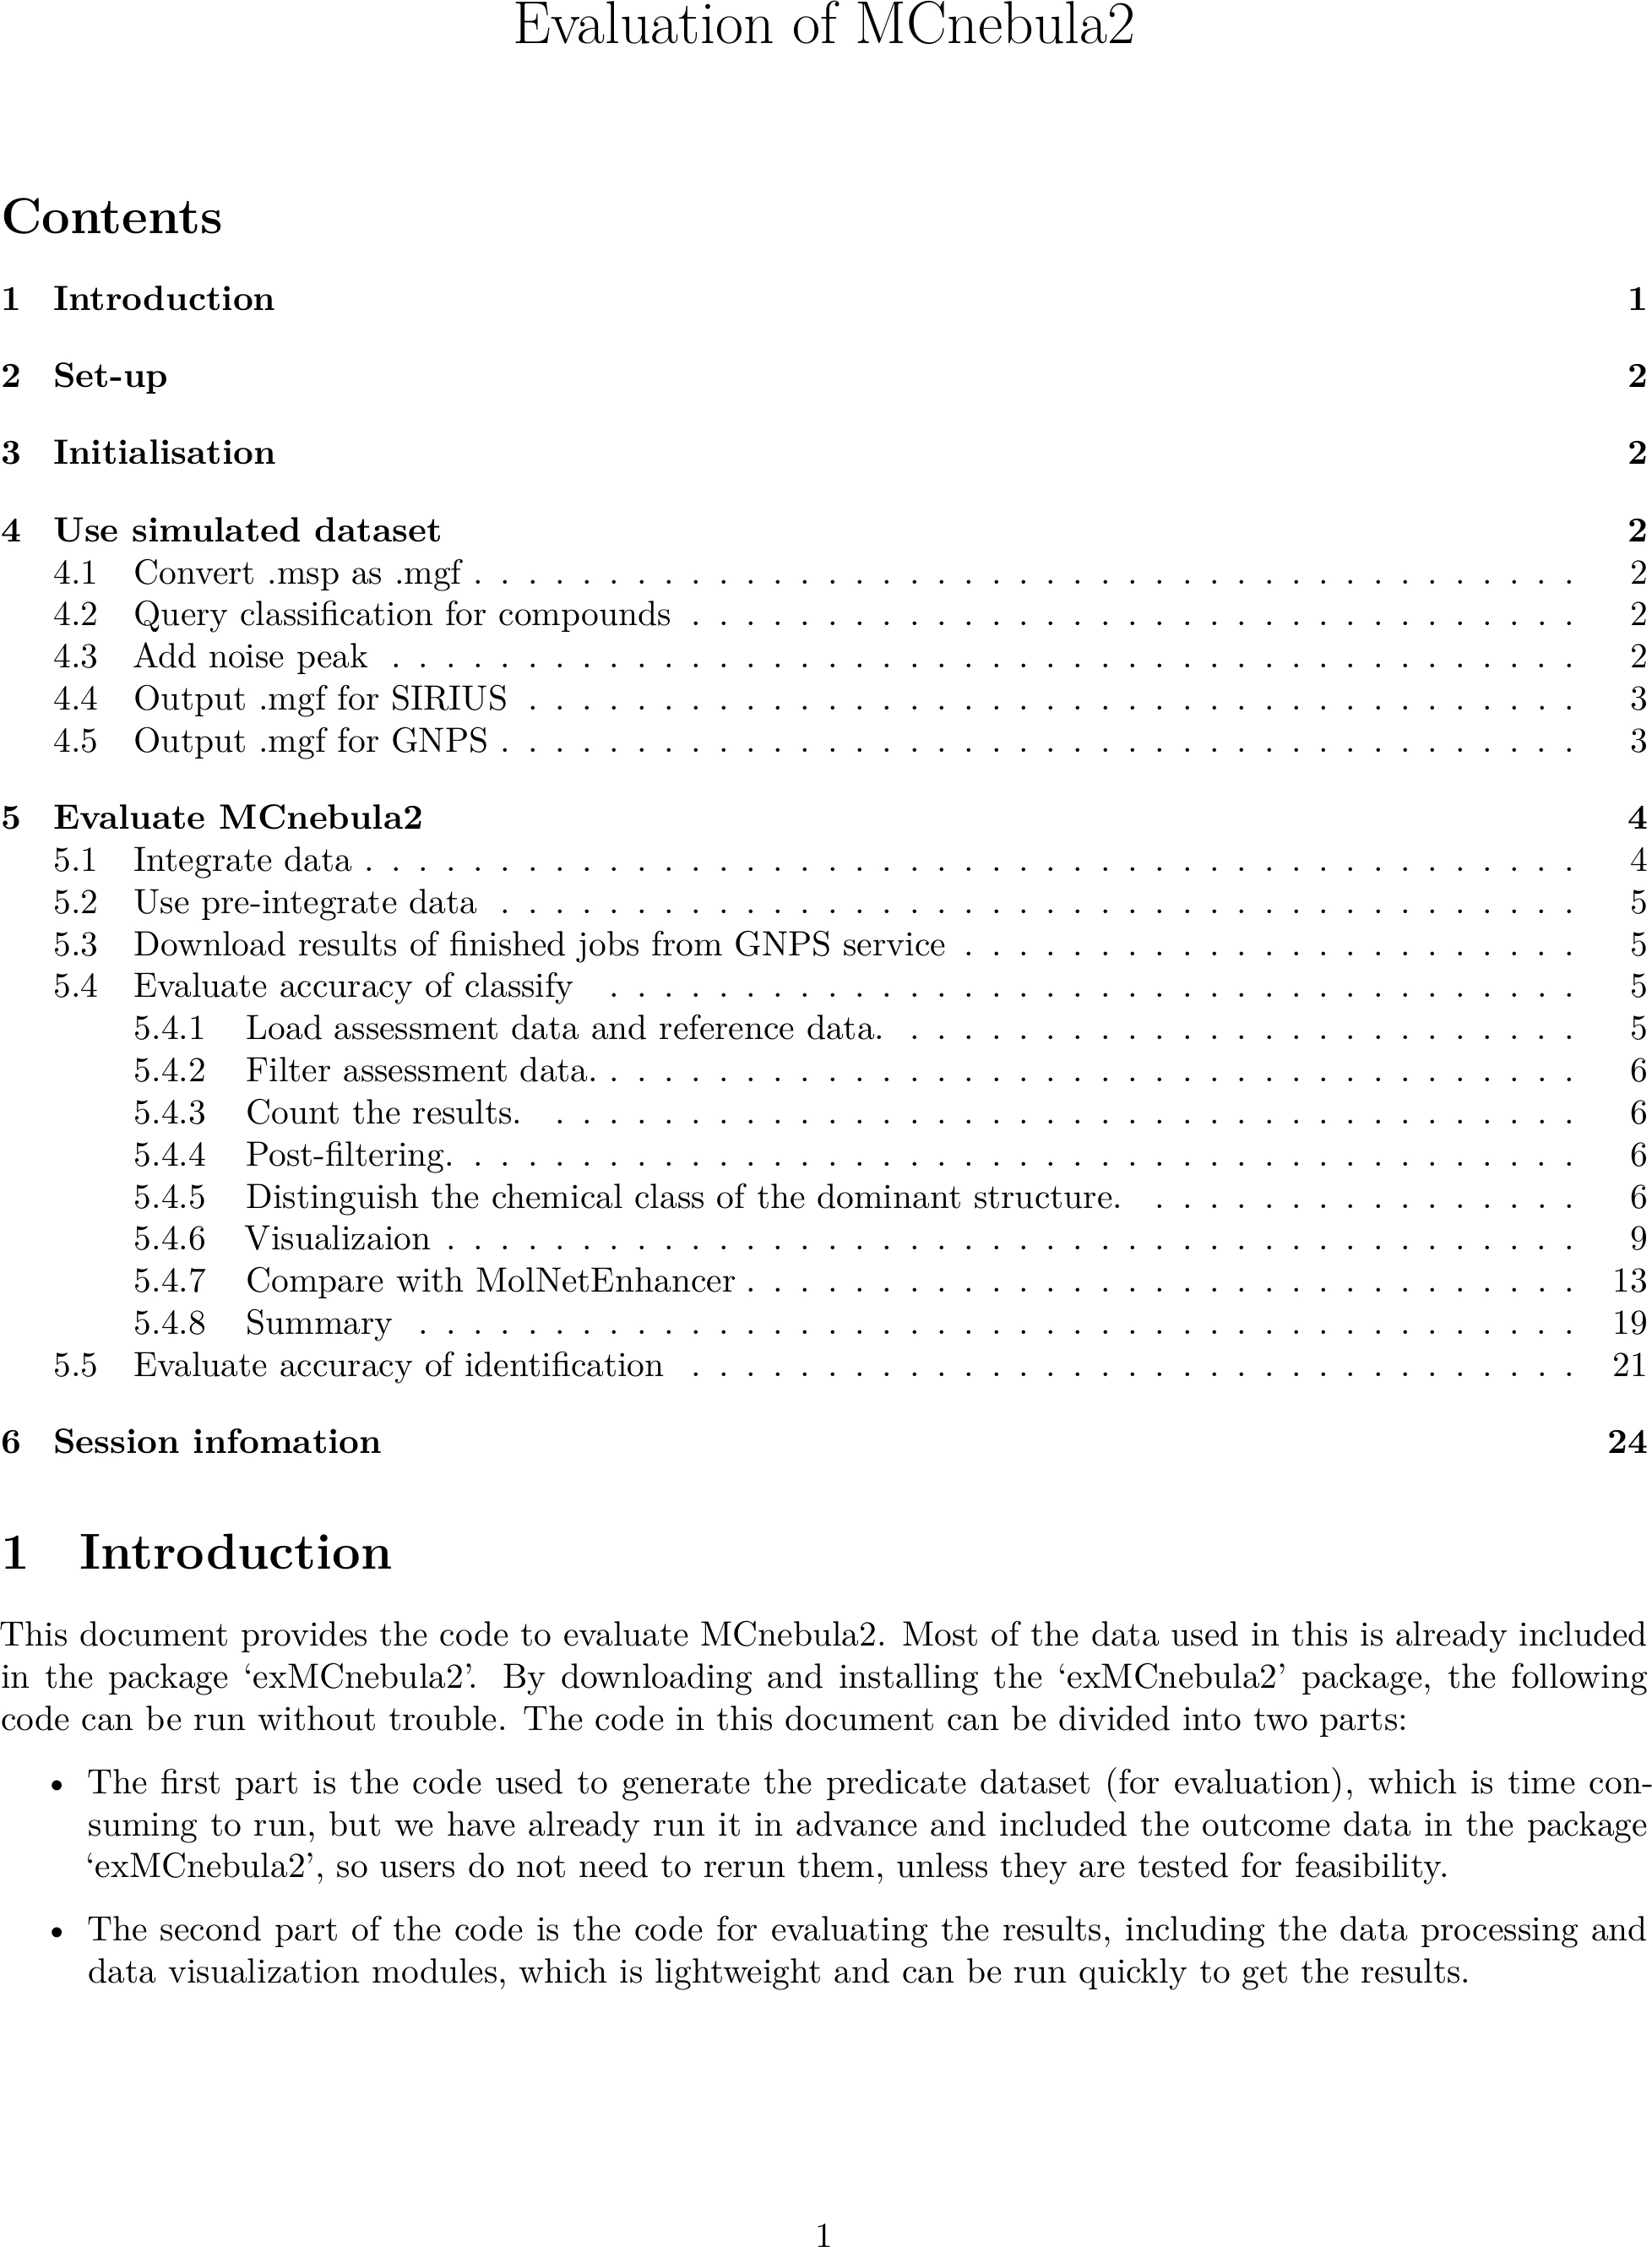 Evaluation of MCnebula2
Contents
1 Introduction 1
2 Set-up 2
3 Initialisation 2
4 Use simulated dataset 2
4.1 Convert .msp as .mgf . . . . . . . . . . . . . . . . . . . . . . . . . . . . . . . . . . . . . . . . . 2
4.2 Query classification for compounds . . . . . . . . . . . . . . . . . . . . . . . . . . . . . . . . . 2
4.3 Add noise peak . . . . . . . . . . . . . . . . . . . . . . . . . . . . . . . . . . . . . . . . . . . . 2
4.4 Output .mgf for SIRIUS . . . . . . . . . . . . . . . . . . . . . . . . . . . . . . . . . . . . . . . 3
4.5 Output .mgf for GNPS . . . . . . . . . . . . . . . . . . . . . . . . . . . . . . . . . . . . . . . . 3
5 Evaluate MCnebula2 4
5.1 Integrate data . . . . . . . . . . . . . . . . . . . . . . . . . . . . . . . . . . . . . . . . . . . . . 4
5.2 Use pre-integrate data . . . . . . . . . . . . . . . . . . . . . . . . . . . . . . . . . . . . . . . . 5
5.3 Download results of finished jobs from GNPS service . . . . . . . . . . . . . . . . . . . . . . . 5
5.4 Evaluate accuracy of classify . . . . . . . . . . . . . . . . . . . . . . . . . . . . . . . . . . . . 5
5.4.1 Load assessment data and reference data. . . . . . . . . . . . . . . . . . . . . . . . . . 5
5.4.2 Filter assessment data. . . . . . . . . . . . . . . . . . . . . . . . . . . . . . . . . . . . . 6
5.4.3 Count the results. . . . . . . . . . . . . . . . . . . . . . . . . . . . . . . . . . . . . . . 6
5.4.4 Post-filtering. . . . . . . . . . . . . . . . . . . . . . . . . . . . . . . . . . . . . . . . . . 6
5.4.5 Distinguish the chemical class of the dominant structure. . . . . . . . . . . . . . . . . 6
5.4.6 Visualizaion . . . . . . . . . . . . . . . . . . . . . . . . . . . . . . . . . . . . . . . . . . 9
5.4.7 Compare with MolNetEnhancer . . . . . . . . . . . . . . . . . . . . . . . . . . . . . . . 13
5.4.8 Summary . . . . . . . . . . . . . . . . . . . . . . . . . . . . . . . . . . . . . . . . . . . 19
5.5 Evaluate accuracy of identification . . . . . . . . . . . . . . . . . . . . . . . . . . . . . . . . . 21
6 Session infomation 24
1 Introduction
This document provides the code to evaluate MCnebula2. Most of the data used in this is already included
in the package ‘exMCnebula2’. By downloading and installing the ‘exMCnebula2’ package, the following
code can be run without trouble. The code in this document can be divided into two parts:
• The first part is the code used to generate the predicate dataset (for evaluation), which is time con-
suming to run, but we have already run it in advance and included the outcome data in the package
‘exMCnebula2’, so users do not need to rerun them, unless they are tested for feasibility.
• The second part of the code is the code for evaluating the results, including the data processing and
data visualization modules, which is lightweight and can be run quickly to get the results.
1